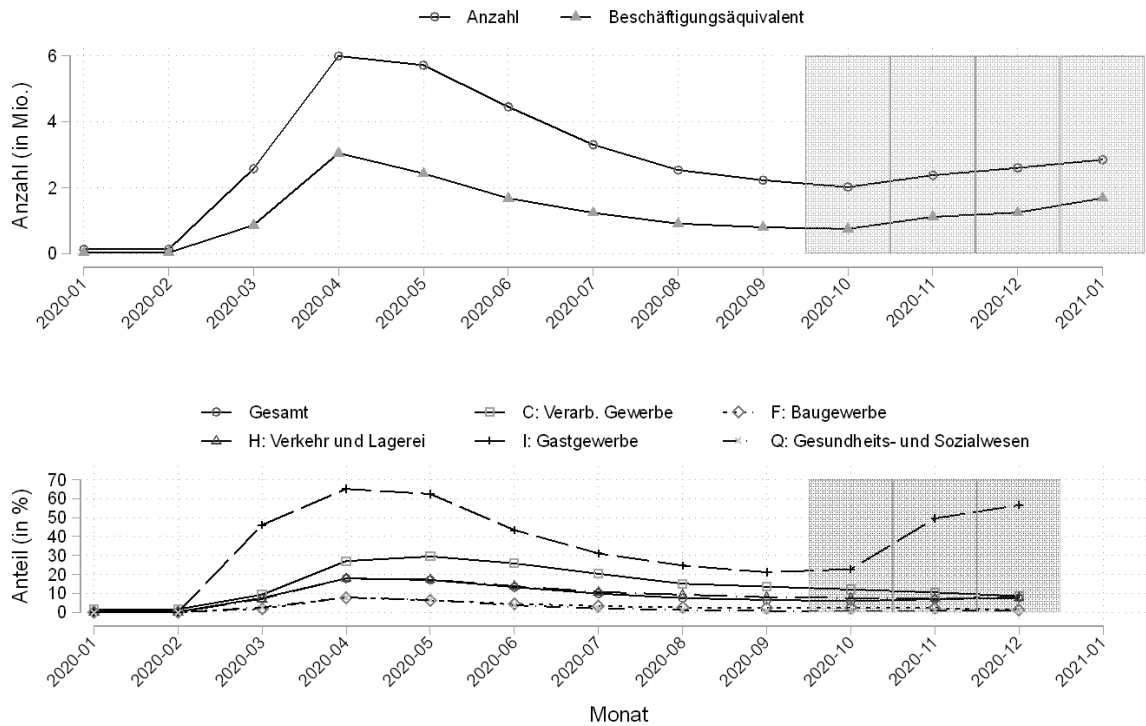 Anzahl Beschäftigungsäquivalent
Anzahl (in Mio.)
6
4
2
0
2020-01 2020-02 2020-03 2020-04 2020-05 2020-06 2020-07 2020-08 2020-09 2020-10 2020-11 2020-12 2021-01
Gesamt C: Verarb. Gewerbe F: Baugewerbe
H: Verkehr und Lagerei I: Gastgewerbe Q: Gesundheits- und Sozialwesen
Anteil (in %)
70
60
50
40
30
20
10
0
2020-01 2020-02 2020-03 2020-04 2020-05 2020-06 2020-07 2020-08 2020-09 2020-10 2020-11 2020-12 2021-01
Monat